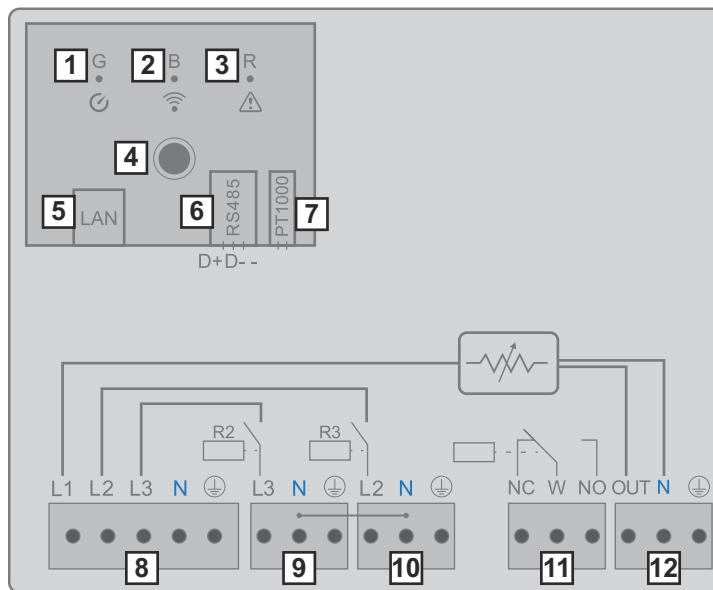 1 G 2 B 3 R
4
5 LAN 6 RS485 PT1000 7
D+D- -
R2 R3
L1 L2 L3 N L3 N L2 N NC W NO OUT N
8 9 10 11 12